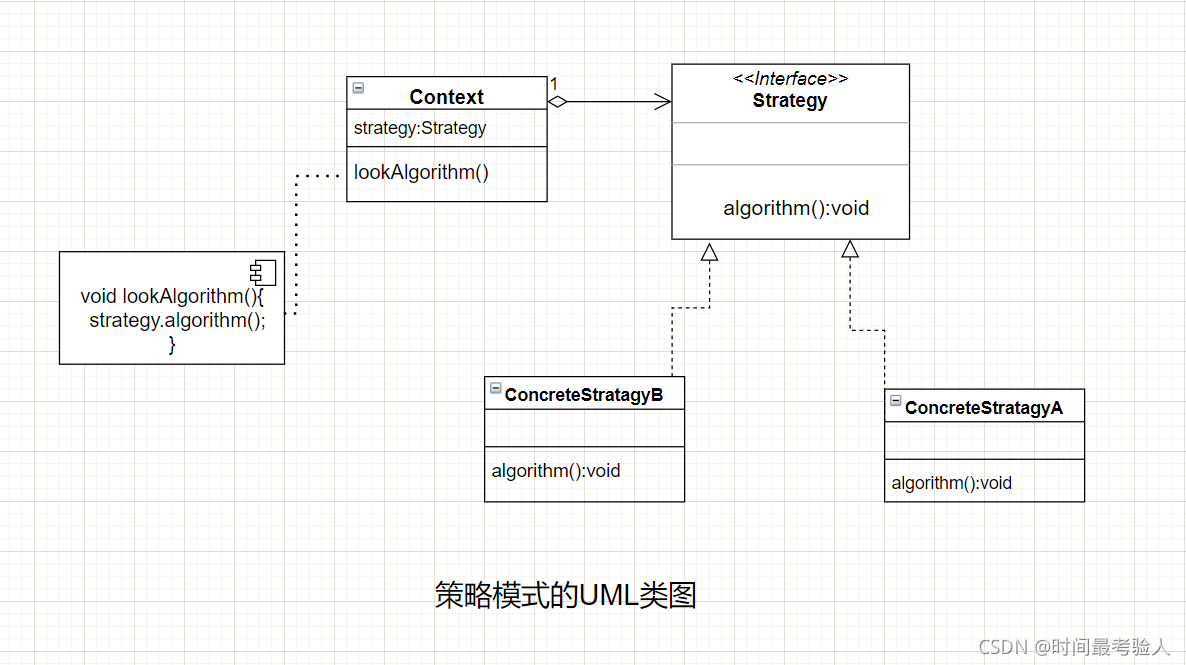 1
Context
strategy:Strategy
lookAlgorithm()
<<Interface>>
Strategy
algorithm():void
void lookAlgorithm(){
strategy.algorithm();
}
ConcreteStratagyB
algorithm():void
ConcreteStratagyA
algorithm():void
策略模式的UML类图
CSDN @时间最考验人